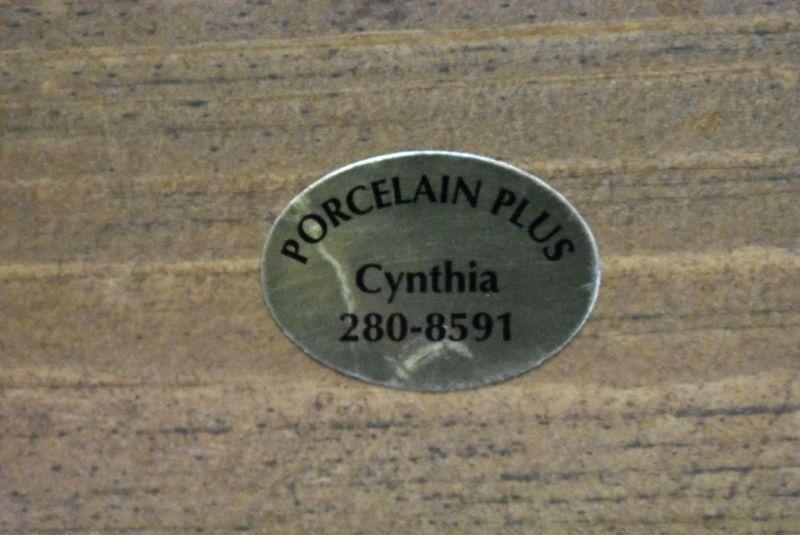 PORCELAIN PLUS
Cynthia
280-8591